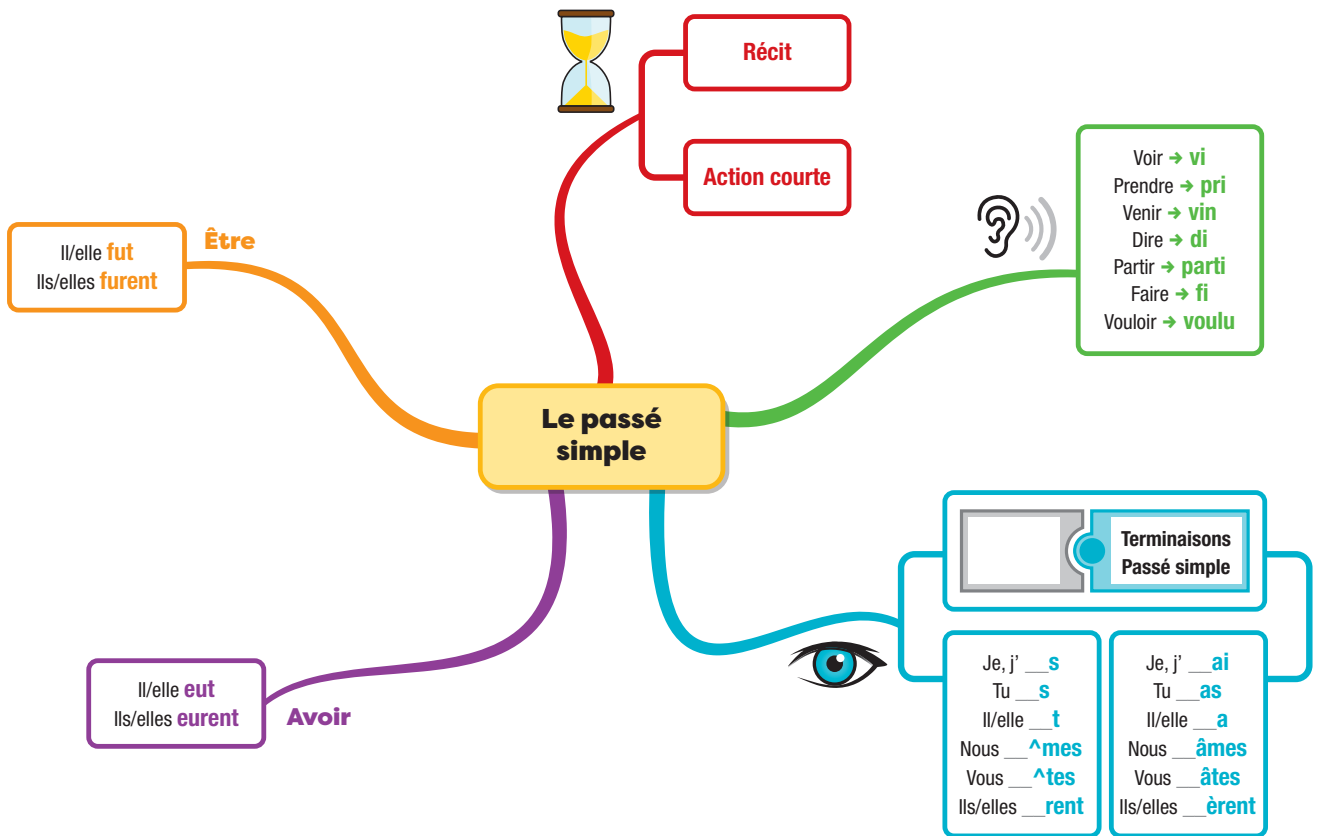 Récit
Action courte
Voir → vi
Prendre → pri
Venir → vin
Dire → di
Partir → parti
Faire → fi
Vouloir → voulu
Être
Il/elle fut
Ils/elles furent
Le passé
simple
Terminaisons
Passé simple
Je, j' __s
Tu __s
Il/elle __t
Nous __^mes
Vous __^tes
Ils/elles __rent
Je, j' __ai
Tu __as
Il/elle __a
Nous __âmes
Vous __âtes
Ils/elles __èrent
Il/elle eut
Ils/elles eurent
Avoir